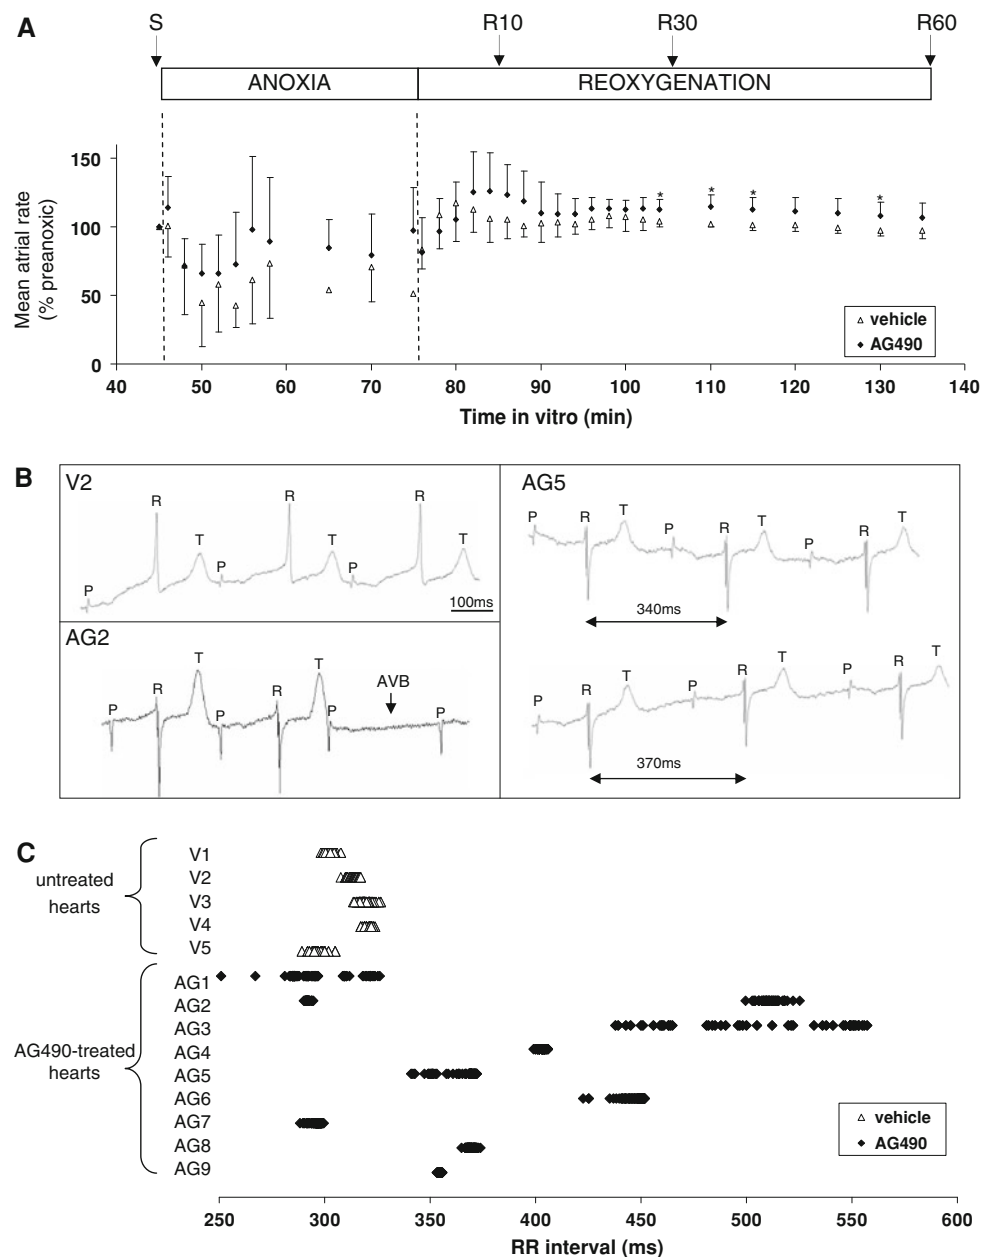 A
S
R10
R30
R60
ANOXIA
REOXYGENATION
Mean atrial rate
(% preanoxic)
150
100
50
0
* * * *
vehicle
AG490
40 50 60 70 80 90 100 110 120 130 140
Time in vitro (min)
B
V2
R R R
T T T
P P P
100ms
AG2
T T
R R
AVB
P P P P
AG5
P R T P R T P R T
340ms
P R T P R T P R T
370ms
C
untreated
hearts
V1
V2
V3
V4
V5
AG490-treated
hearts
AG1
AG2
AG3
AG4
AG5
AG6
AG7
AG8
AG9
vehicle
AG490
250 300 350 400 450 500 550 600
RR interval (ms)